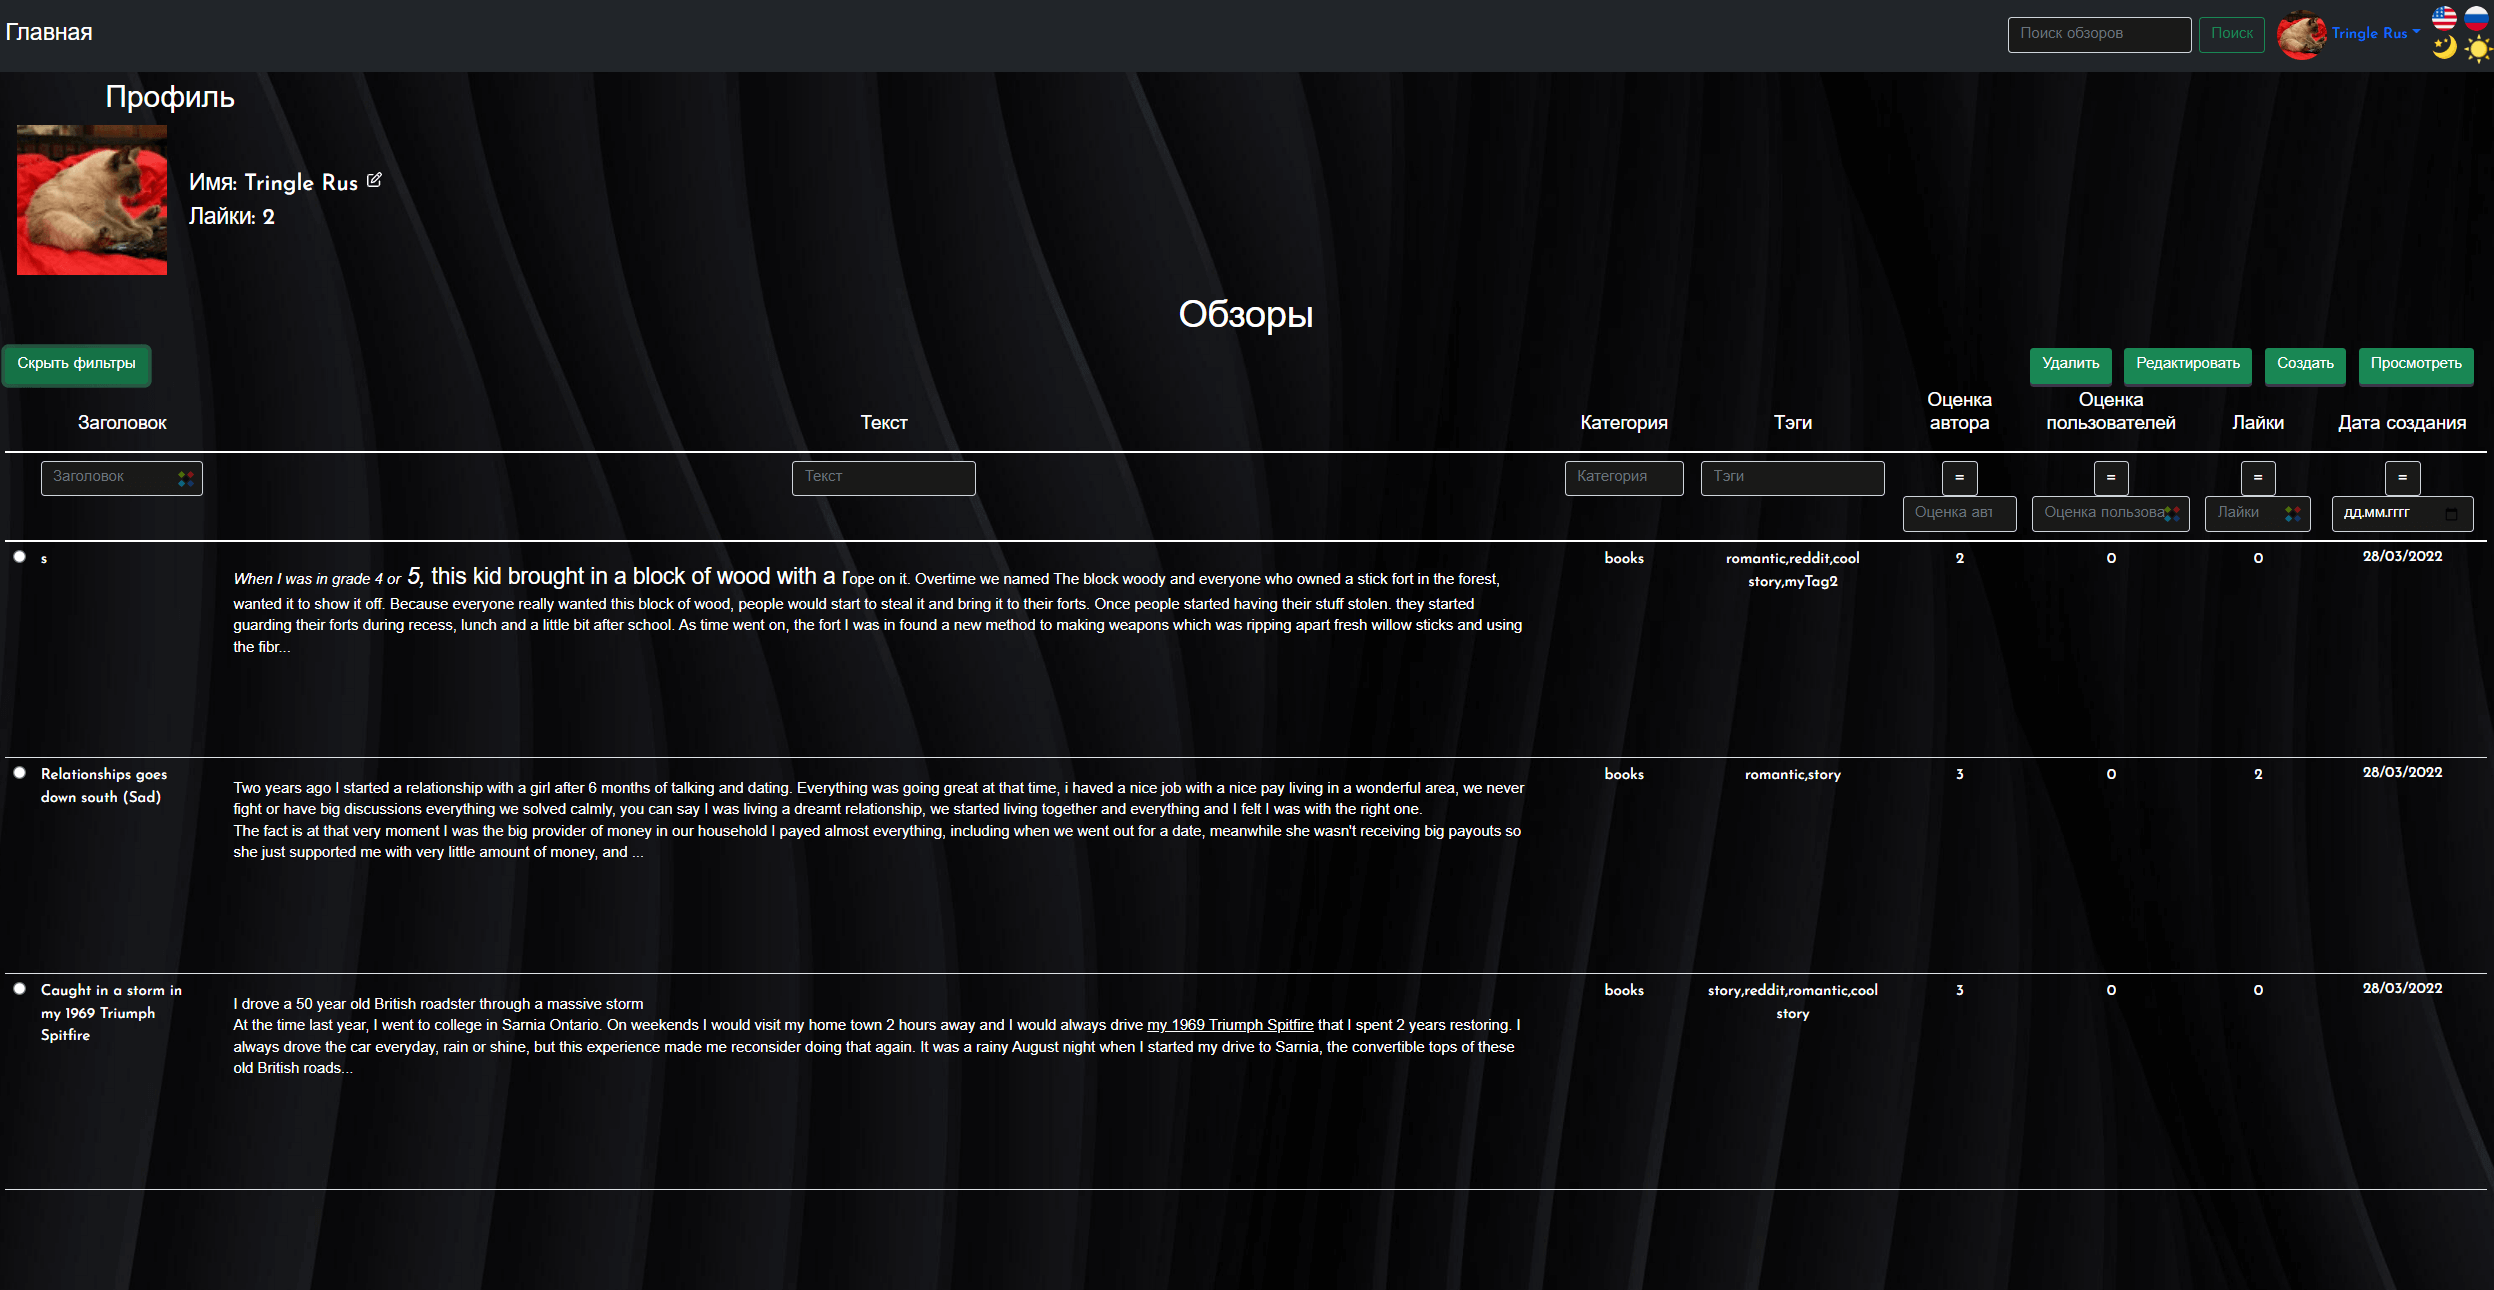 Главная
Поиск обзоров
Поиск
Tringle Rus
Профиль
Имя: Tringle Rus
Лайки: 2
Обзоры
Скрыть фильтры
Удалить
Редактировать
Создать
Просмотреть
Заголовок
Текст
Категория
Тэги
Оценка
автора
Оценка
пользователей
Лайки
Дата создания
Заголовок
Текст
Категория
Тэги
=
=
=
=
Оценка авт
Оценка пользова
Лайки
дд.мм.гггг
s
When I was in grade 4 or 5, this kid brought in a block of wood with a rope on it. Overtime we named The block woody and everyone who owned a stick fort in the forest,
wanted it to show it off. Because everyone really wanted this block of wood, people would start to steal it and bring it to their forts. Once people started having their stuff stolen. they started
guarding their forts during recess, lunch and a little bit after school. As time went on, the fort I was in found a new method to making weapons which was ripping apart fresh willow sticks and using
the fibr...
books
romantic,reddit,cool
story,myTag2
2
0
0
28/03/2022
Relationships goes
down south (Sad)
Two years ago I started a relationship with a girl after 6 months of talking and dating. Everything was going great at that time, i haved a nice job with a nice pay living in a wonderful area, we never
fight or have big discussions everything we solved calmly, you can say I was living a dreamt relationship, we started living together and everything and I felt I was with the right one.
The fact is at that very moment I was the big provider of money in our household I payed almost everything, including when we went out for a date, meanwhile she wasn't receiving big payouts so
she just supported me with very little amount of money, and ...
books
romantic,story
3
0
2
28/03/2022
Caught in a storm in
my 1969 Triumph
Spitfire
I drove a 50 year old British roadster through a massive storm
At the time last year, I went to college in Sarnia Ontario. On weekends I would visit my home town 2 hours away and I would always drive my 1969 Triumph Spitfire that I spent 2 years restoring. I
always drove the car everyday, rain or shine, but this experience made me reconsider doing that again. It was a rainy August night when I started my drive to Sarnia, the convertible tops of these
old British roads...
books
story,reddit,romantic,cool
story
3
0
0
28/03/2022